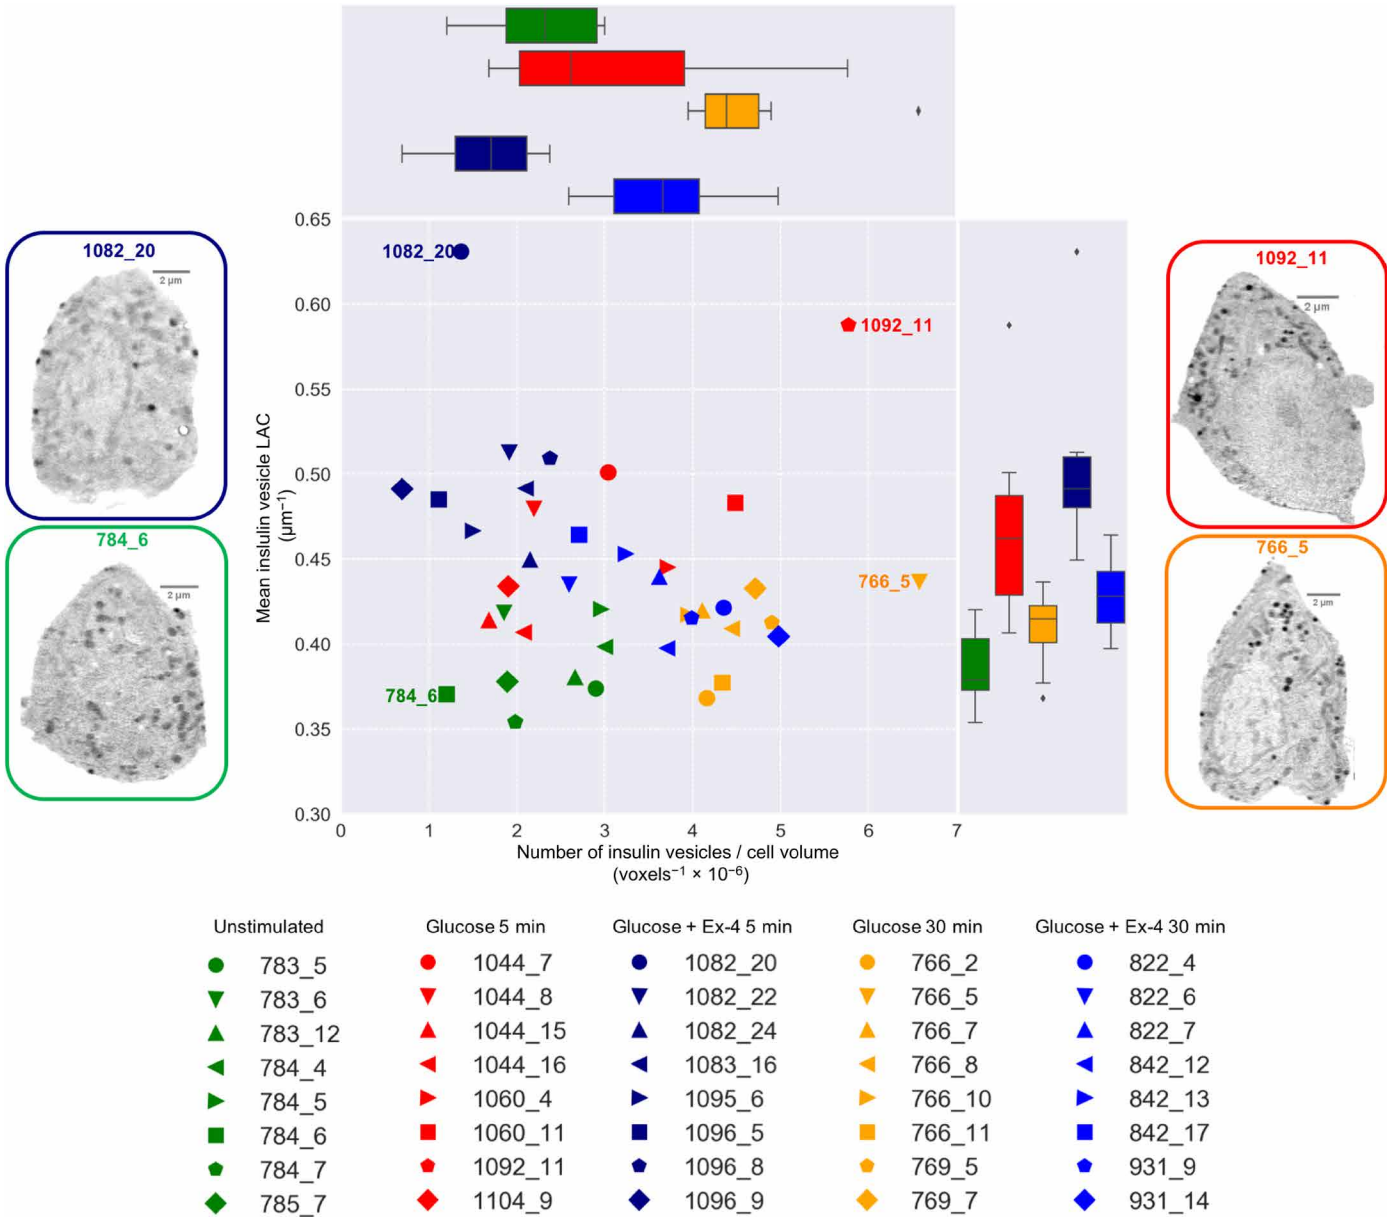 0.65
1082_20
2 µm
1082_20
1092_11
2 µm
0.60
1092_11
0.55
0.50
Mean insulin vesicle LAC
(µm⁻¹)
0.45
784_6
2 µm
766_5
766_5
2 µm
0.40
784_6
0.35
0.30
0 1 2 3 4 5 6 7
Number of insulin vesicles / cell volume
(voxels⁻¹ × 10⁻⁶)
Unstimulated Glucose 5 min Glucose + Ex-4 5 min Glucose 30 min Glucose + Ex-4 30 min
783_5 1044_7 1082_20 766_2 822_4
783_6 1044_8 1082_22 766_5 822_6
783_12 1044_15 1082_24 766_7 822_7
784_4 1044_16 1083_16 766_8 842_12
784_5 1060_4 1095_6 766_10 842_13
784_6 1060_11 1096_5 766_11 842_17
784_7 1092_11 1096_8 769_5 931_9
785_7 1104_9 1096_9 769_7 931_14